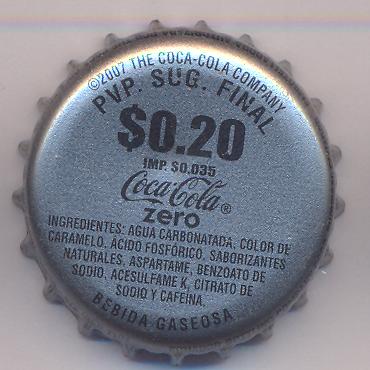 ©2007 THE COCA-COLA COMPANY
PVP. SUG. FINAL
$0.20
IMP. $0.035
Coca-Cola®
zero
INGREDIENTES: AGUA CARBONATADA, COLOR DE
CARAMELO, ÁCIDO FOSFÓRICO, SABORIZANTES
NATURALES, ASPARTAME, BENZOATO DE
SODIO, ACESULFAME K, CITRATO DE
SODIO Y CAFEÍNA.
BEBIDA GASEOSA